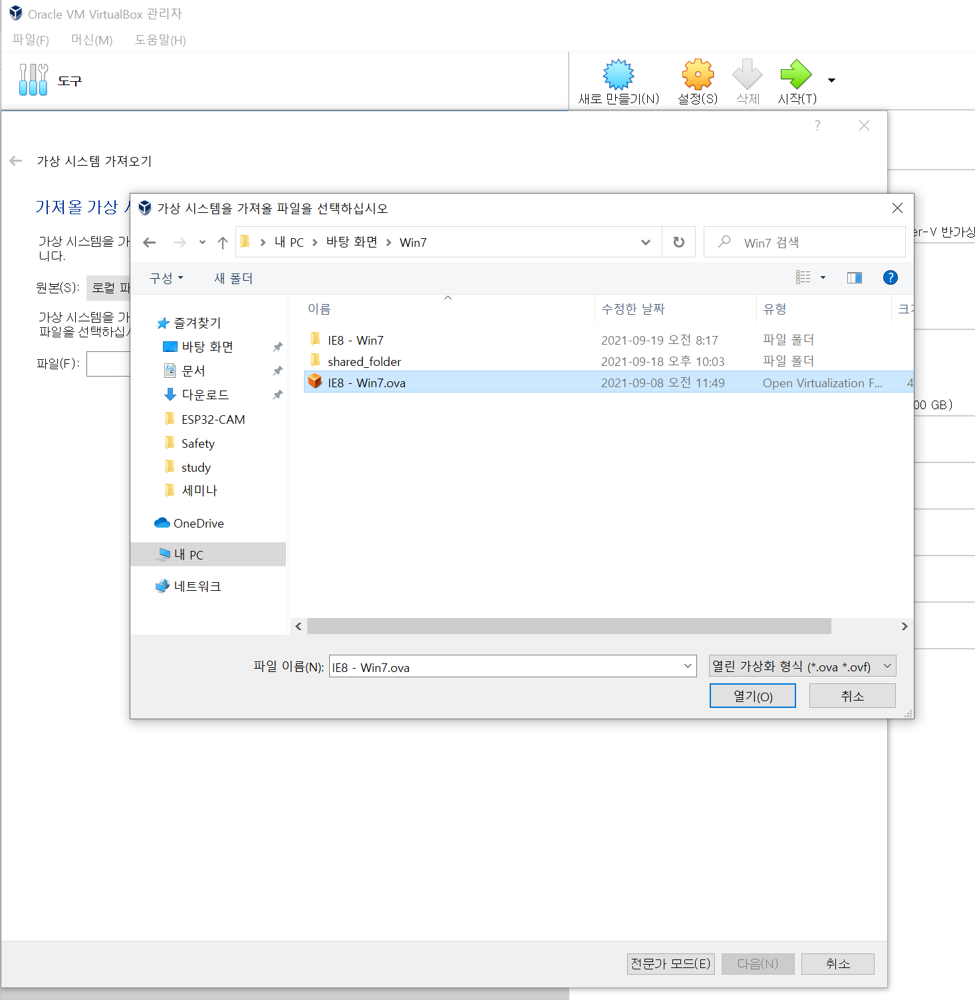 Oracle VM VirtualBox 관리자
파일(F) 머신(M) 도움말(H)
도구
새로 만들기(N) 설정(S) 삭제 시작(T)
?
가상 시스템 가져오기
가져올 가상
가상 시스템을
니다.
원본(S): 로컬
가상 시스템을
파일을 선택하십
파일(F):
가상 시스템을 가져올 파일을 선택하십시오
내 PC 바탕 화면 Win7
Win7 검색
구성 새 폴더
?
즐겨찾기
바탕 화면
문서
다운로드
ESP32-CAM
Safety
study
세미나
OneDrive
내 PC
네트워크
이름 수정한 날짜 유형
IE8 - Win7 2021-09-19 오전 8:17 파일 폴더
shared_folder 2021-09-18 오후 10:03 파일 폴더
IE8 - Win7.ova 2021-09-08 오전 11:49 Open Virtualization F... 4
파일 이름(N): IE8 - Win7.ova 열린 가상화 형식 (*.ova *.ovf)
열기(O) 취소
er-V 반가상
00 GB)
전문가 모드(E) 다음(N) 취소